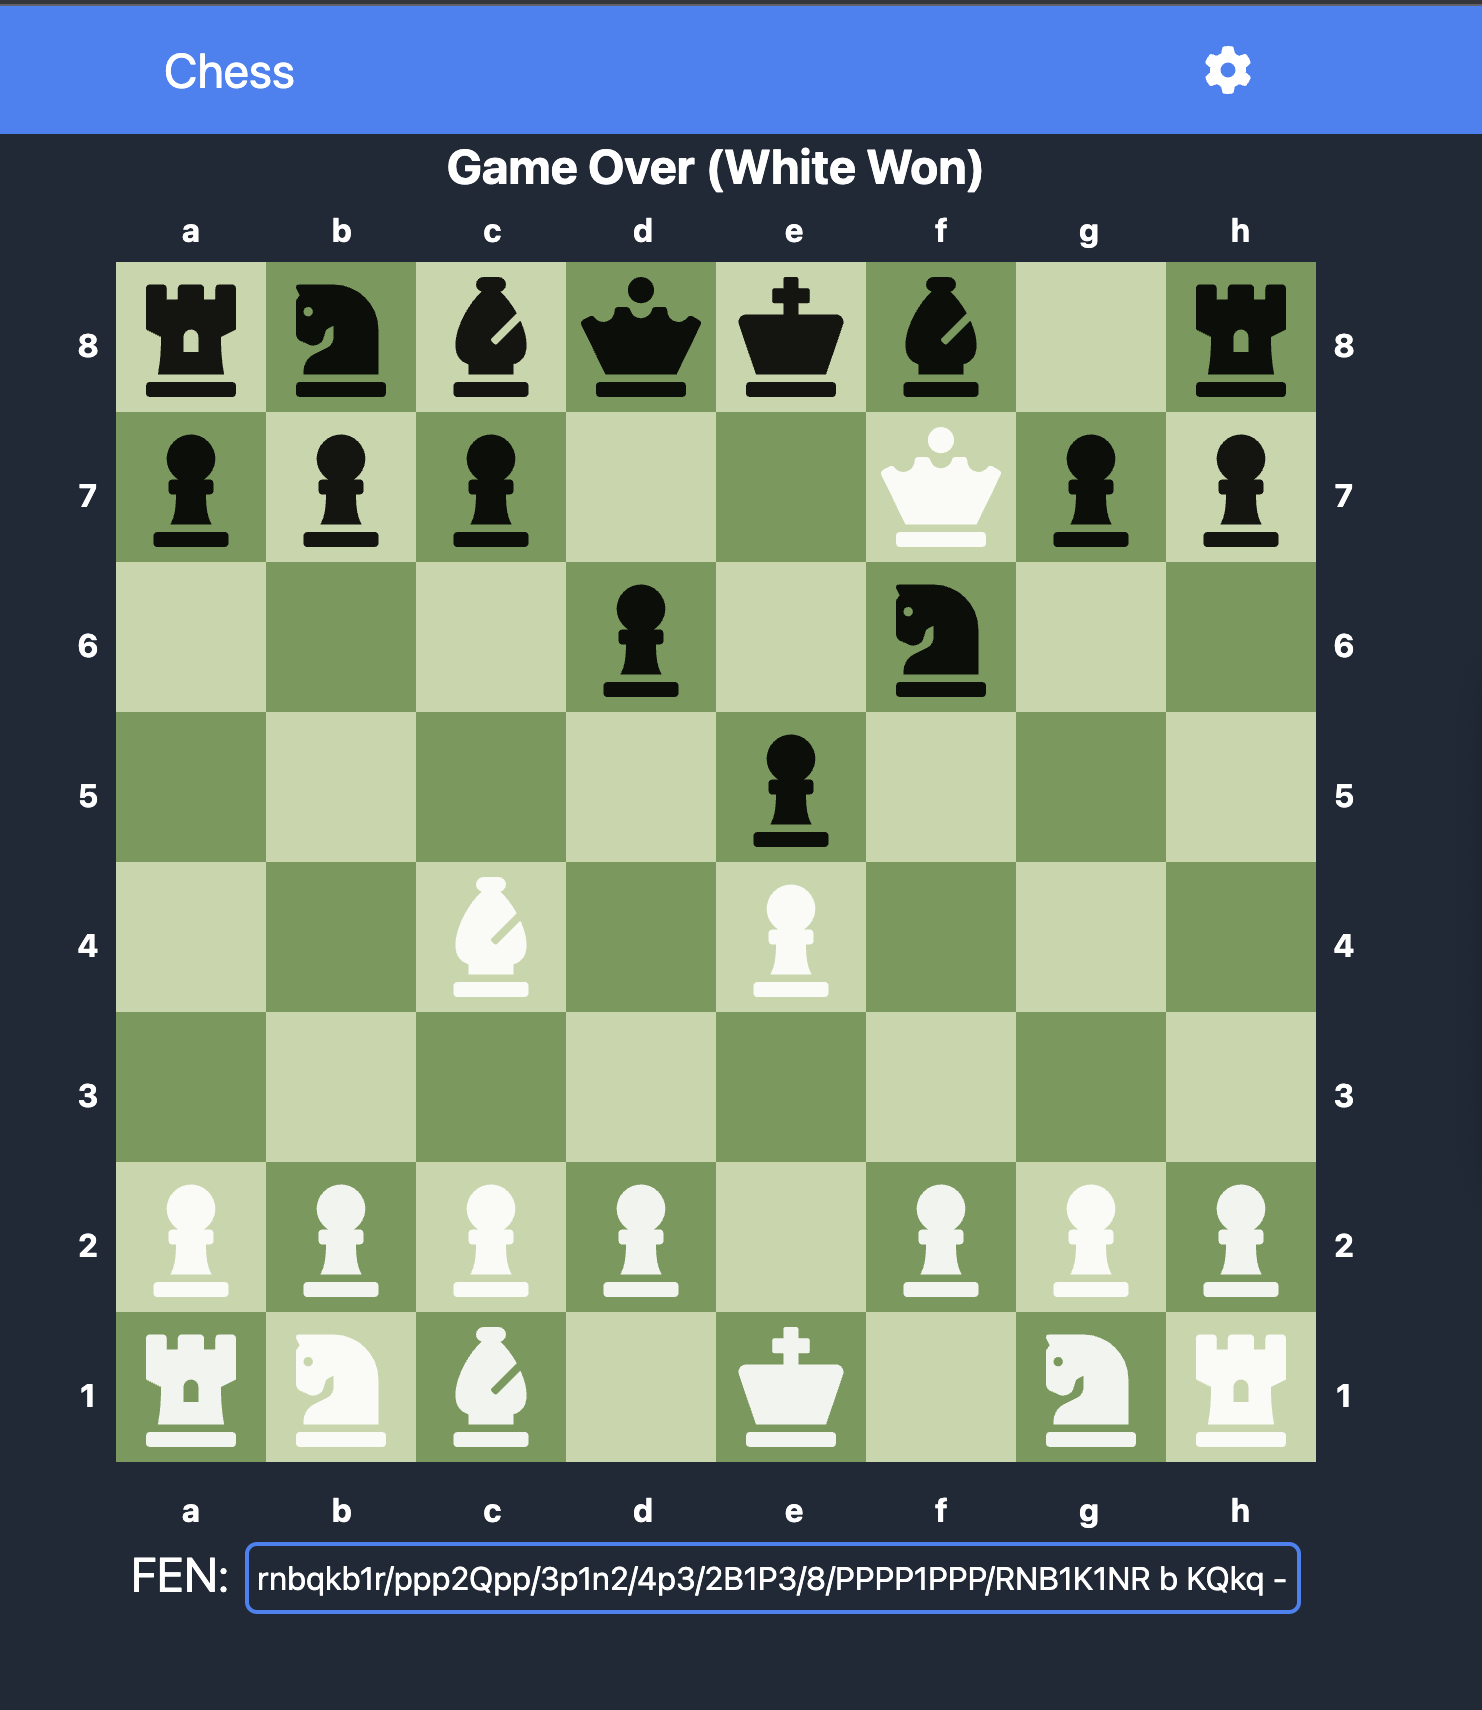 Chess
Game Over (White Won)
a b c d e f g h
8 8
7 7
6 6
5 5
4 4
3 3
2 2
1 1
a b c d e f g h
FEN: rnbqkb1r/ppp2Qpp/3p1n2/4p3/2B1P3/8/PPPP1PPP/RNB1K1NR b KQkq -